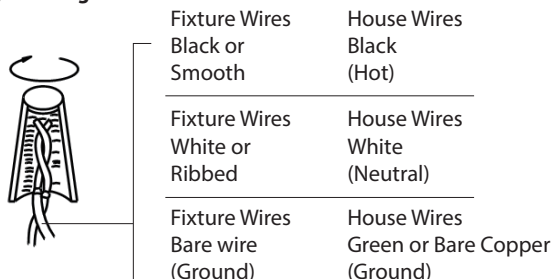 Fixture Wires House Wires
Black or Black
Smooth (Hot)
Fixture Wires House Wires
White or White
Ribbed (Neutral)
Fixture Wires House Wires
Bare wire Green or Bare Copper
(Ground) (Ground)